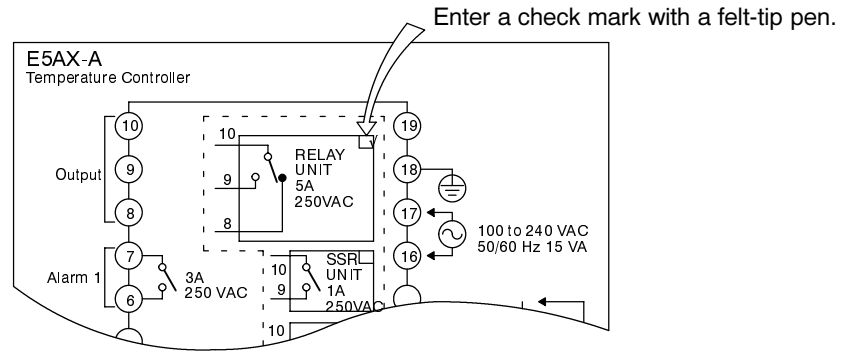 Enter a check mark with a felt-tip pen.
E5AX-A
Temperature Controller
10
9
8
Output
7
6
Alarm 1
3A
250 VAC
10
9
8
RELAY
UNIT
5A
250VAC
10
9
SSR
UNIT
1A
250VAC
10
19
18
17
16
100 to 240 VAC
50/60 Hz 15 VA